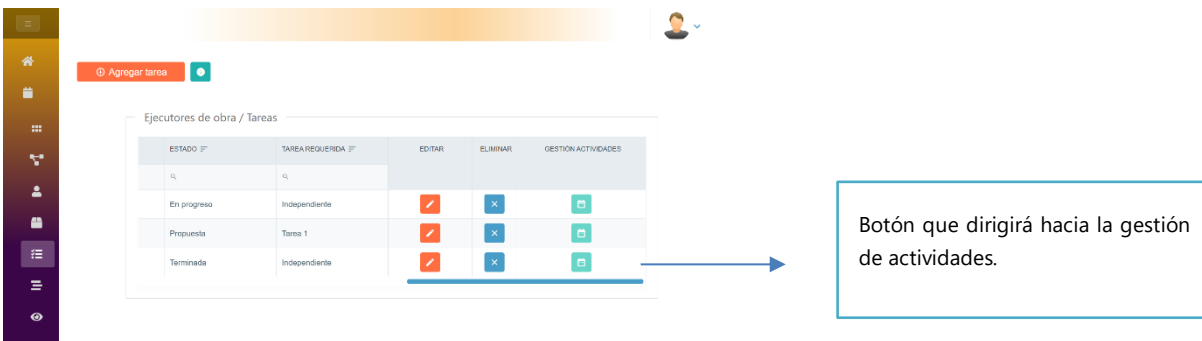 Agregar tarea
Ejecutores de obra / Tareas
ESTADO TAREA REQUERIDA EDITAR ELIMINAR GESTIÓN ACTIVIDADES
En progreso Independiente
Propuesta Tarea 1
Terminada Independiente
Botón que dirigirá hacia la gestión
de actividades.